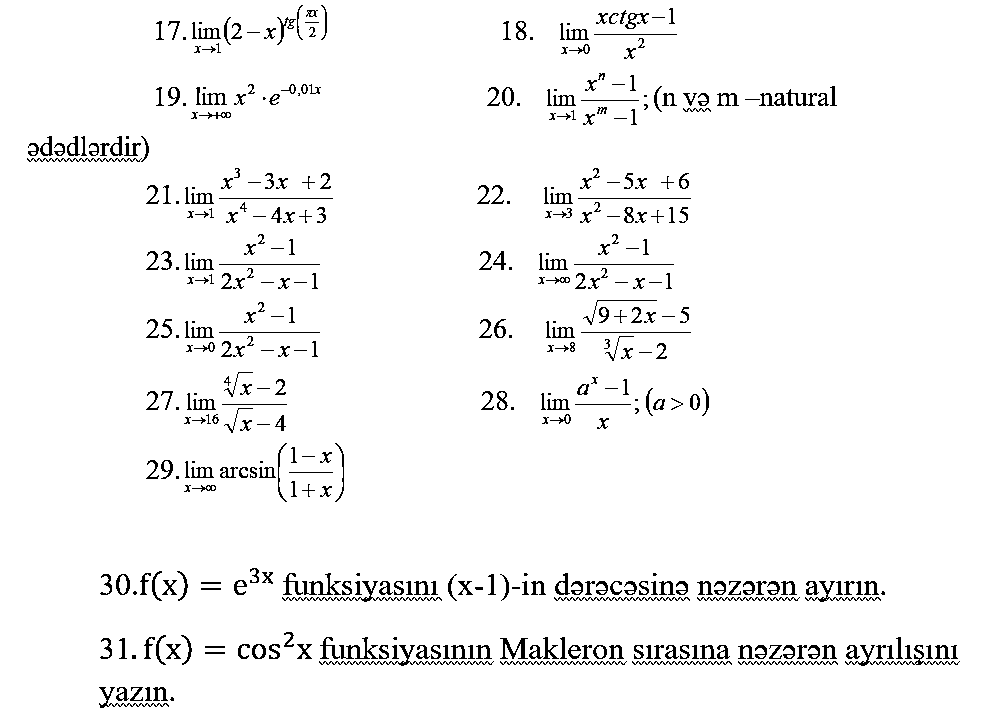 17. lim_{x→1} (2 − x)^{tg(πx/2)} 18. lim_{x→0} (xctgx − 1)/x²
19. lim_{x→+∞} x² · e^{−0,01x} 20. lim_{x→1} (xⁿ − 1)/(xᵐ − 1); (n və m –natural
ədədlərdir)
21. lim_{x→1} (x³ − 3x + 2)/(x⁴ − 4x + 3) 22. lim_{x→3} (x² − 5x + 6)/(x² − 8x + 15)
23. lim_{x→1} (x² − 1)/(2x² − x − 1) 24. lim_{x→∞} (x² − 1)/(2x² − x − 1)
25. lim_{x→0} (x² − 1)/(2x² − x − 1) 26. lim_{x→8} (√(9 + 2x) − 5)/(∛x − 2)
27. lim_{x→16} (∜x − 2)/(√x − 4) 28. lim_{x→0} (aˣ − 1)/x; (a > 0)
29. lim_{x→∞} arcsin((1 − x)/(1 + x))
30.f(x) = e³ˣ funksiyasını (x-1)-in dərəcəsinə nəzərən ayırın.
31. f(x) = cos²x funksiyasının Makleron sırasına nəzərən ayrılışını
yazın.